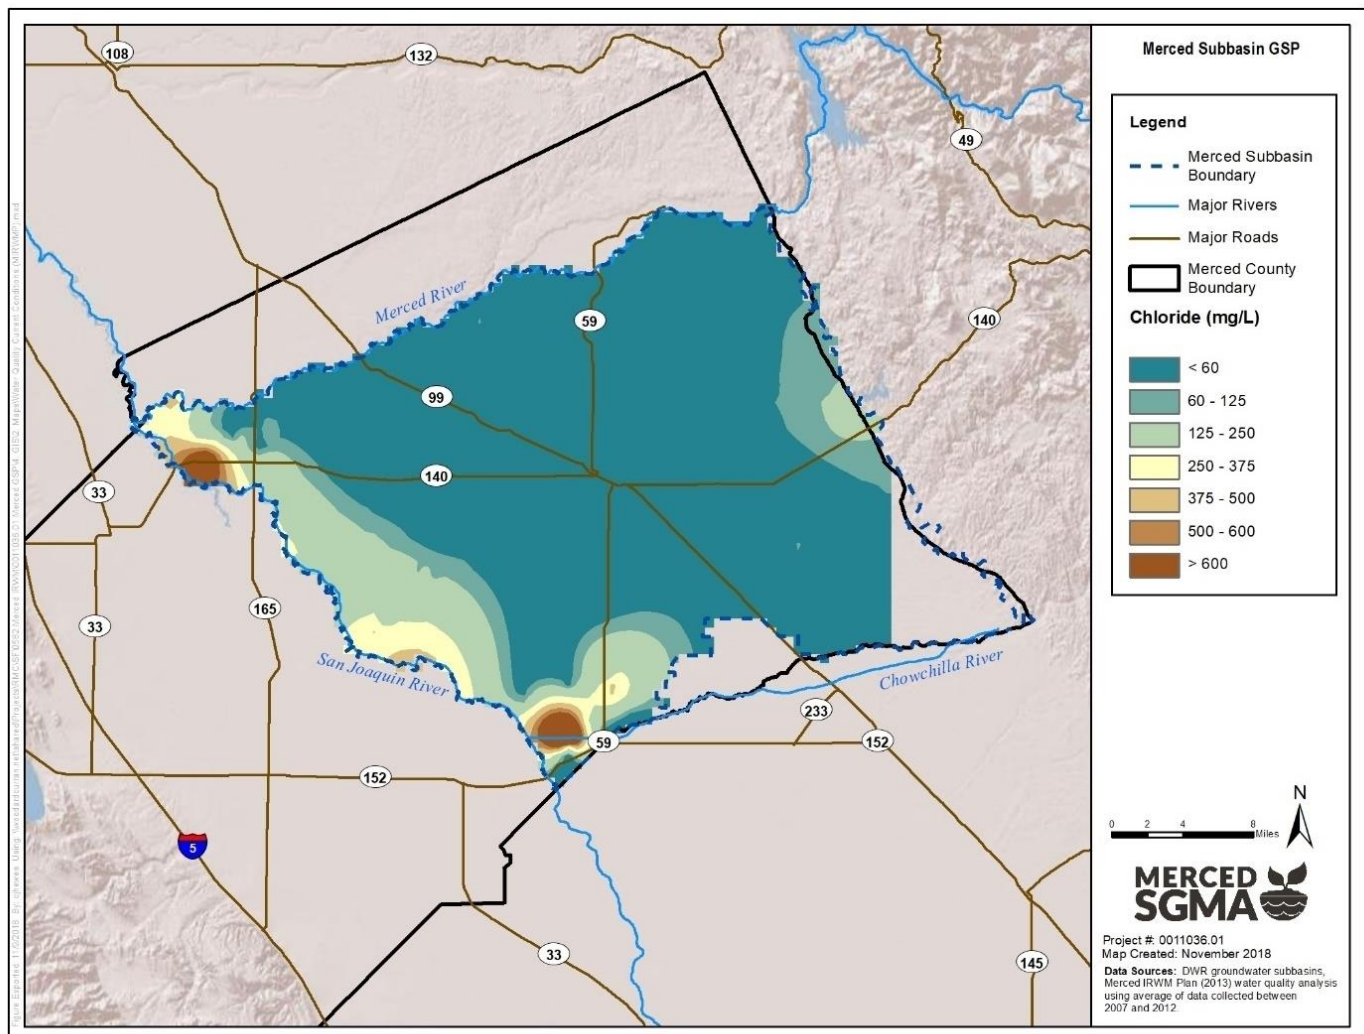 Merced Subbasin GSP
Legend
Merced Subbasin
Boundary
Major Rivers
Major Roads
Merced County
Boundary
Chloride (mg/L)
< 60
60 - 125
125 - 250
250 - 375
375 - 500
500 - 600
> 600
108
132
49
Merced River
59
140
99
140
33
165
33
San Joaquin River
Chowchilla River
233
59
152
152
5
33
145
N
0 2 4 8
Miles
MERCED
SGMA
Project #: 0011036.01
Map Created: November 2018
Data Sources: DWR groundwater subbasins,
Merced IRWM Plan (2013) water quality analysis
using average of data collected between
2007 and 2012.